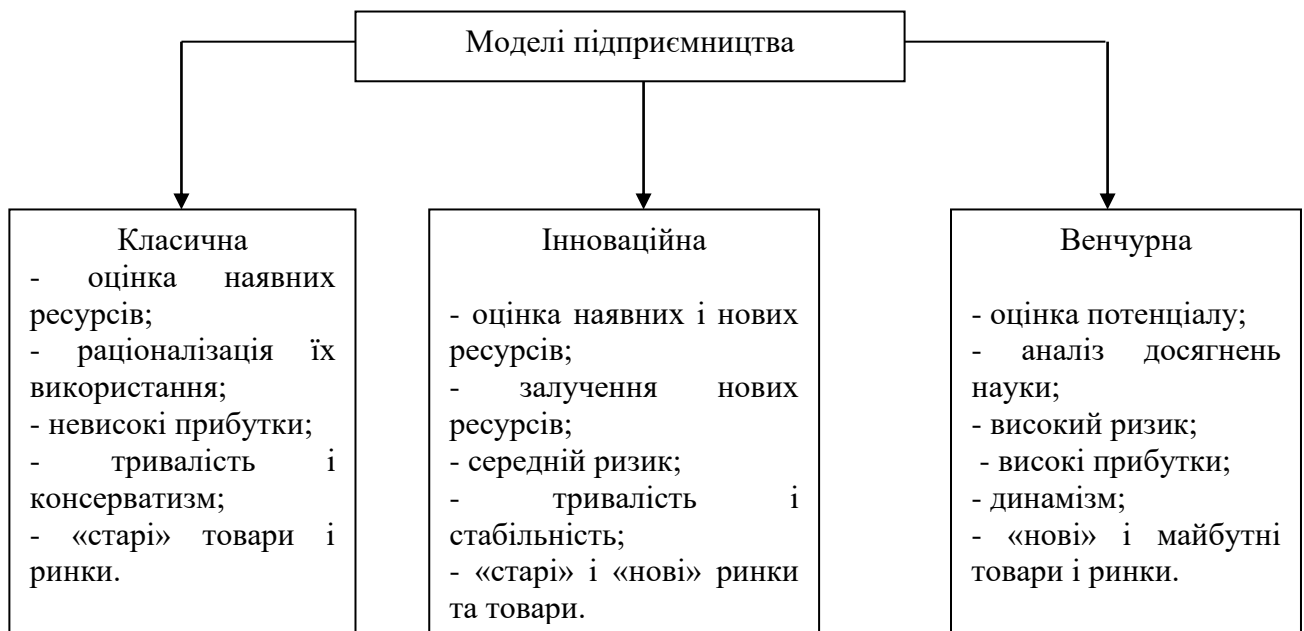 Моделі підприємництва
Класична
- оцінка наявних
ресурсів;
- раціоналізація їх
використання;
- невисокі прибутки;
- тривалість і
консерватизм;
- «старі» товари і
ринки.
Інноваційна
- оцінка наявних і нових
ресурсів;
- залучення нових
ресурсів;
- середній ризик;
- тривалість і
стабільність;
- «старі» і «нові» ринки
та товари.
Венчурна
- оцінка потенціалу;
- аналіз досягнень
науки;
- високий ризик;
- високі прибутки;
- динамізм;
- «нові» і майбутні
товари і ринки.